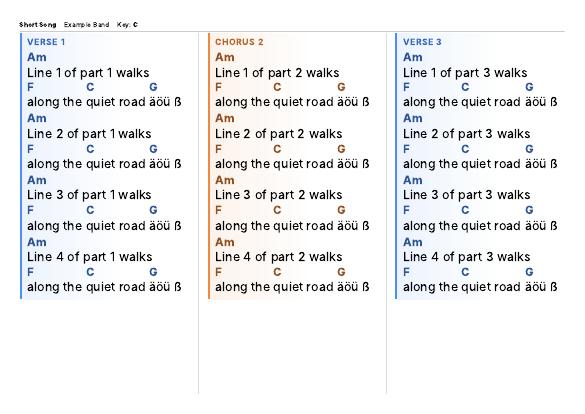 Short Song Example Band Key: C
VERSE 1
Am
Line 1 of part 1 walks
F C G
along the quiet road äöü ß
Am
Line 2 of part 1 walks
F C G
along the quiet road äöü ß
Am
Line 3 of part 1 walks
F C G
along the quiet road äöü ß
Am
Line 4 of part 1 walks
F C G
along the quiet road äöü ß
CHORUS 2
Am
Line 1 of part 2 walks
F C G
along the quiet road äöü ß
Am
Line 2 of part 2 walks
F C G
along the quiet road äöü ß
Am
Line 3 of part 2 walks
F C G
along the quiet road äöü ß
Am
Line 4 of part 2 walks
F C G
along the quiet road äöü ß
VERSE 3
Am
Line 1 of part 3 walks
F C G
along the quiet road äöü ß
Am
Line 2 of part 3 walks
F C G
along the quiet road äöü ß
Am
Line 3 of part 3 walks
F C G
along the quiet road äöü ß
Am
Line 4 of part 3 walks
F C G
along the quiet road äöü ß